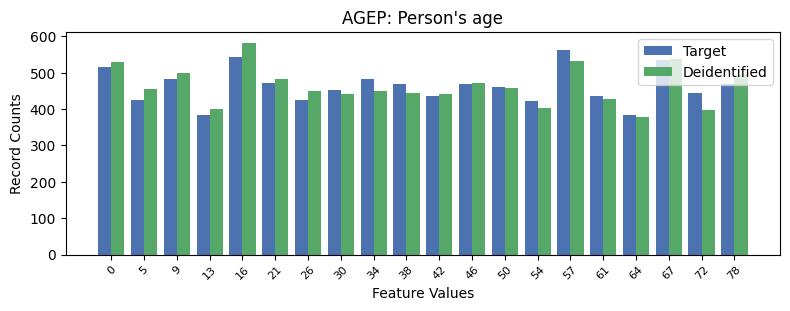 AGEP: Person's age
Record Counts
600
500
400
300
200
100
0
Target
Deidentified
0 5 9 13 16 21 26 30 34 38 42 46 50 54 57 61 64 67 72 78
Feature Values